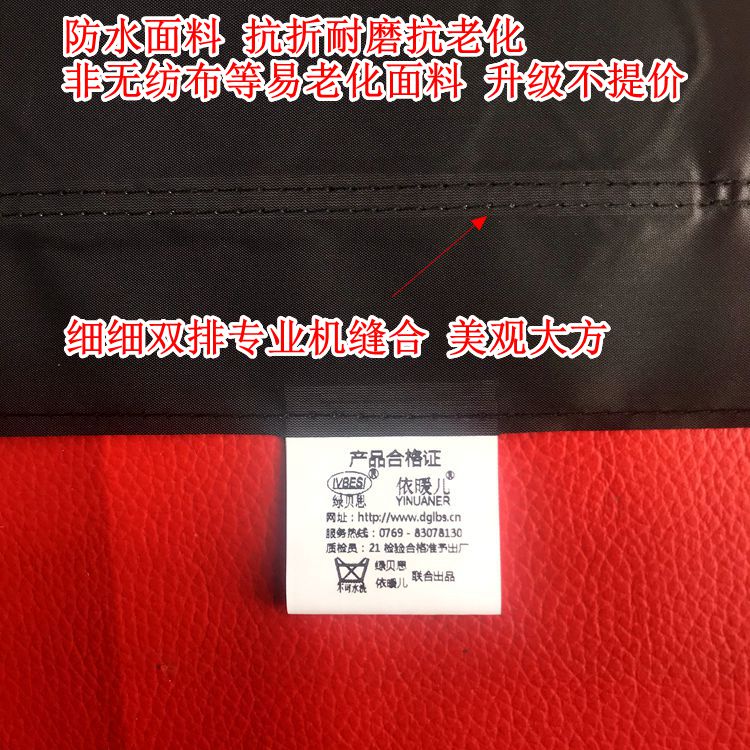 防水面料 抗折耐磨抗老化
非无纺布等易老化面料 升级不提价
细细双排专业机缝合 美观大方
产品合格证
IVBESI® 依暖儿®
绿贝思 YINUANER
网址:http://www.dglbs.cn
服务热线:0769 - 83078130
质检员:21 检验合格准予出厂
绿贝思
依暖儿 联合出品
不可水洗